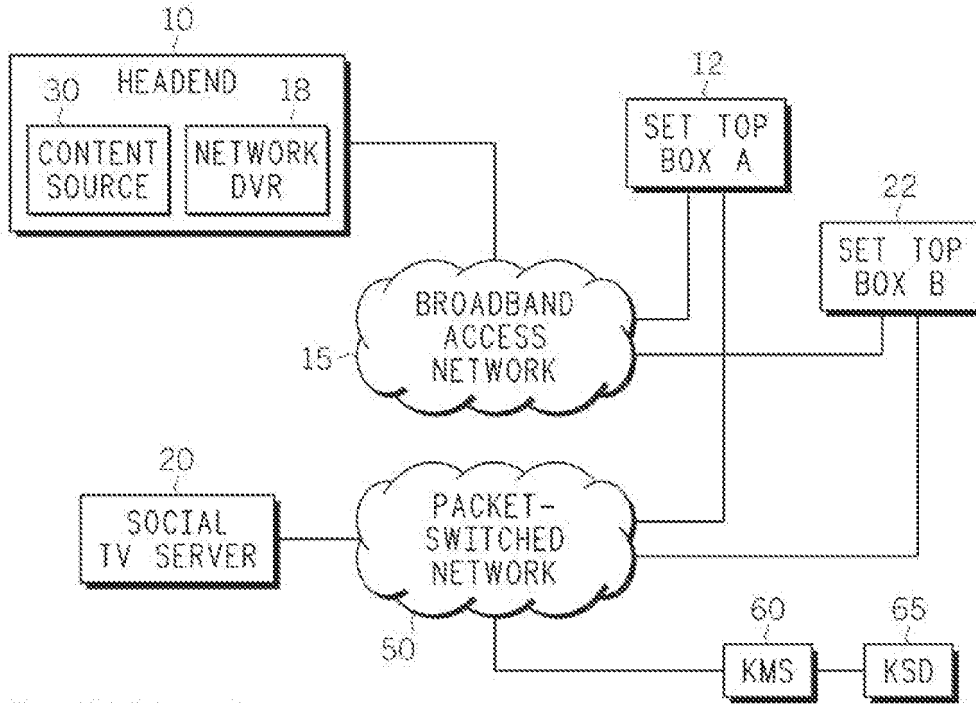 10
HEADEND
30
18
CONTENT
SOURCE
NETWORK
DVR
12
SET TOP
BOX A
22
SET TOP
BOX B
BROADBAND
ACCESS
NETWORK
15
20
SOCIAL
TV SERVER
PACKET-
SWITCHED
NETWORK
50
60
KMS
65
KSD